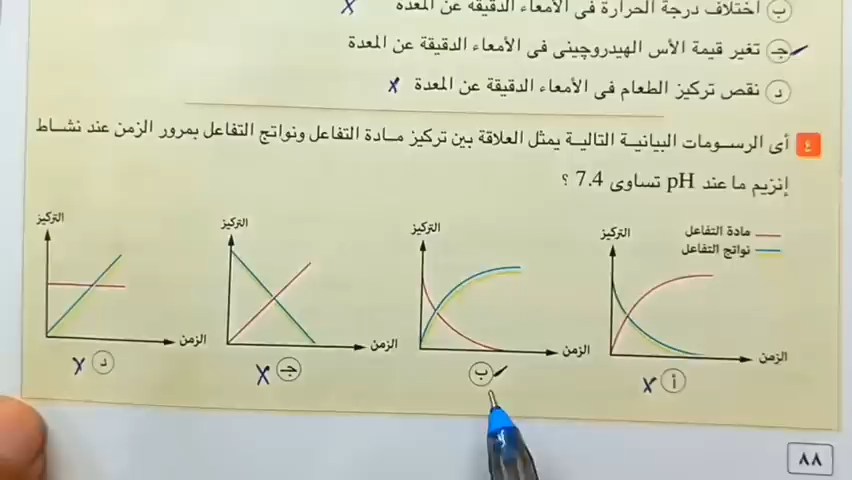 ب اختلاف درجة الحرارة فى الأمعاء الدقيقة عن المعدة X
جـ تغير قيمة الأس الهيدروچينى فى الأمعاء الدقيقة عن المعدة
د نقص تركيز الطعام فى الأمعاء الدقيقة عن المعدة X
٤ أى الرسومات البيانية التالية يمثل العلاقة بين تركيز مادة التفاعل ونواتج التفاعل بمرور الزمن عند نشاط
إنزيم ما عند pH تساوى 7.4 ؟
مادة التفاعل
نواتج التفاعل
التركيز
الزمن
أ X
التركيز
الزمن
ب
التركيز
الزمن
جـ X
التركيز
الزمن
د X
٨٨